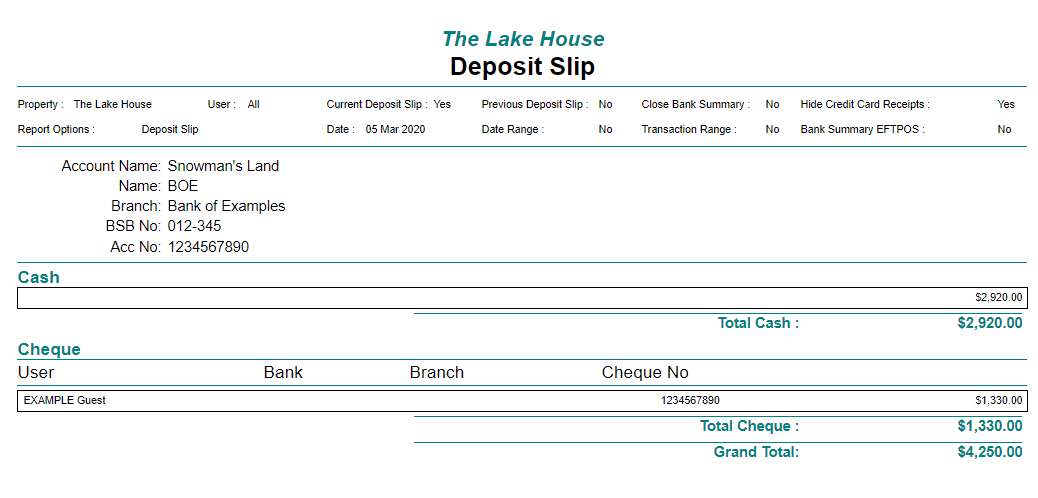 The Lake House
Deposit Slip
Property : The Lake House User : All Current Deposit Slip : Yes Previous Deposit Slip : No Close Bank Summary : No Hide Credit Card Receipts : Yes
Report Options : Deposit Slip Date : 05 Mar 2020 Date Range : No Transaction Range : No Bank Summary EFTPOS : No
Account Name: Snowman's Land
Name: BOE
Branch: Bank of Examples
BSB No: 012-345
Acc No: 1234567890
Cash
$2,920.00
Total Cash : $2,920.00
Cheque
User Bank Branch Cheque No
EXAMPLE Guest 1234567890 $1,330.00
Total Cheque : $1,330.00
Grand Total: $4,250.00